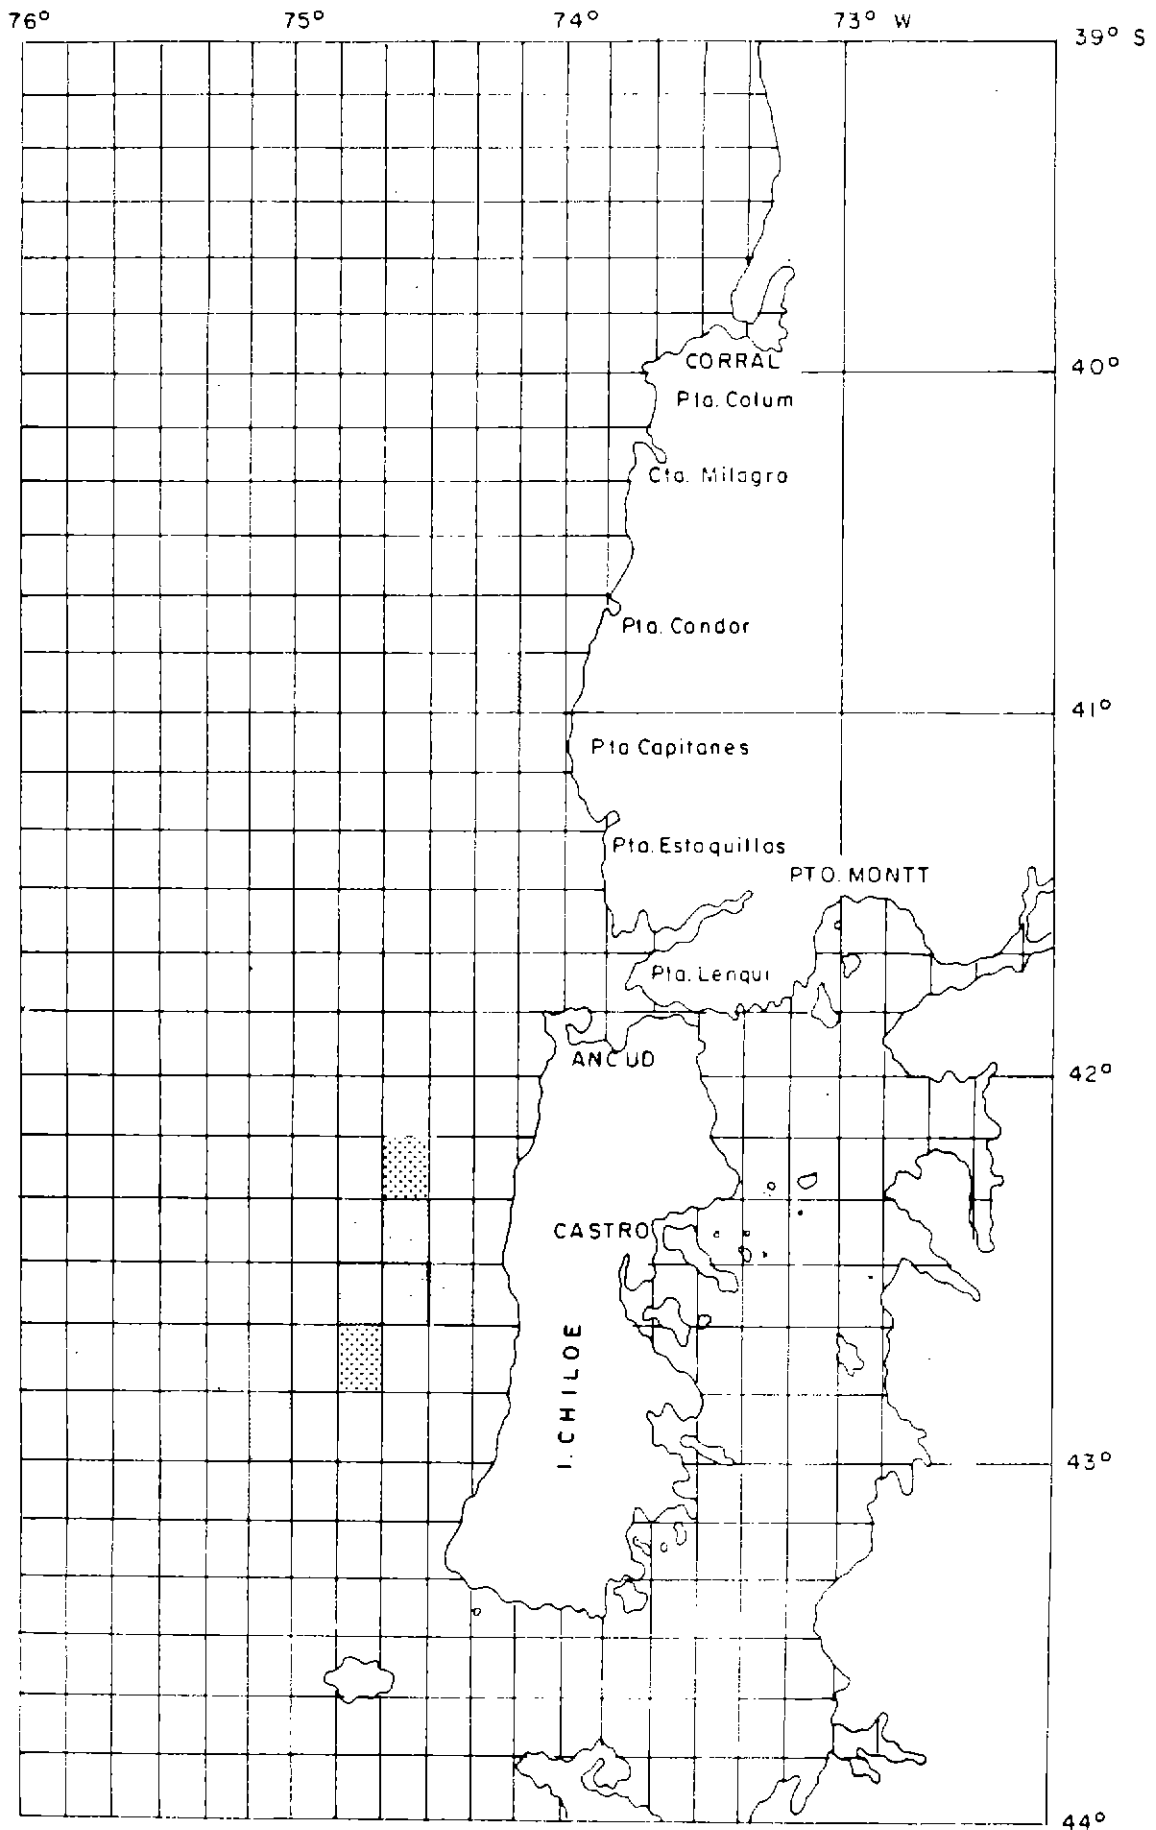 76° 75° 74° 73° W
39° S
CORRAL
40°
Pta. Colum
Cta. Milagro
Pta. Condor
41°
Pta Capitanes
Pta. Estaquillas
PTO. MONTT
Pta. Lenqui
ANCUD
42°
CASTRO
I. CHILOE
43°
44°